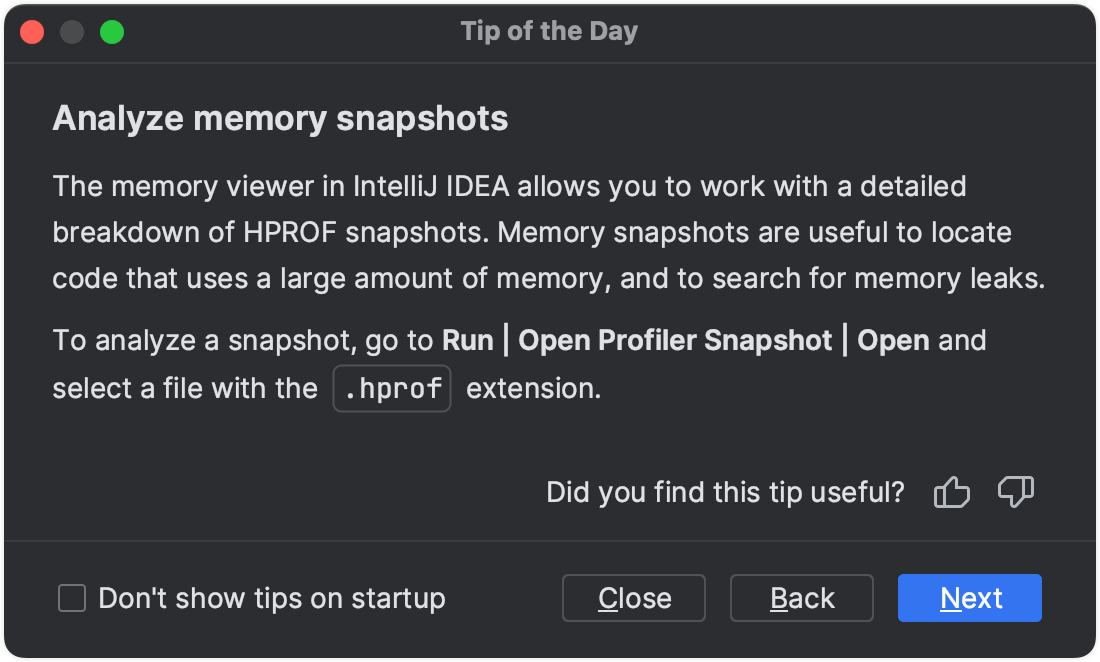 Tip of the Day
Analyze memory snapshots
The memory viewer in IntelliJ IDEA allows you to work with a detailed
breakdown of HPROF snapshots. Memory snapshots are useful to locate
code that uses a large amount of memory, and to search for memory leaks.
To analyze a snapshot, go to Run | Open Profiler Snapshot | Open and
select a file with the .hprof extension.
Did you find this tip useful?
Don't show tips on startup
Close
Back
Next